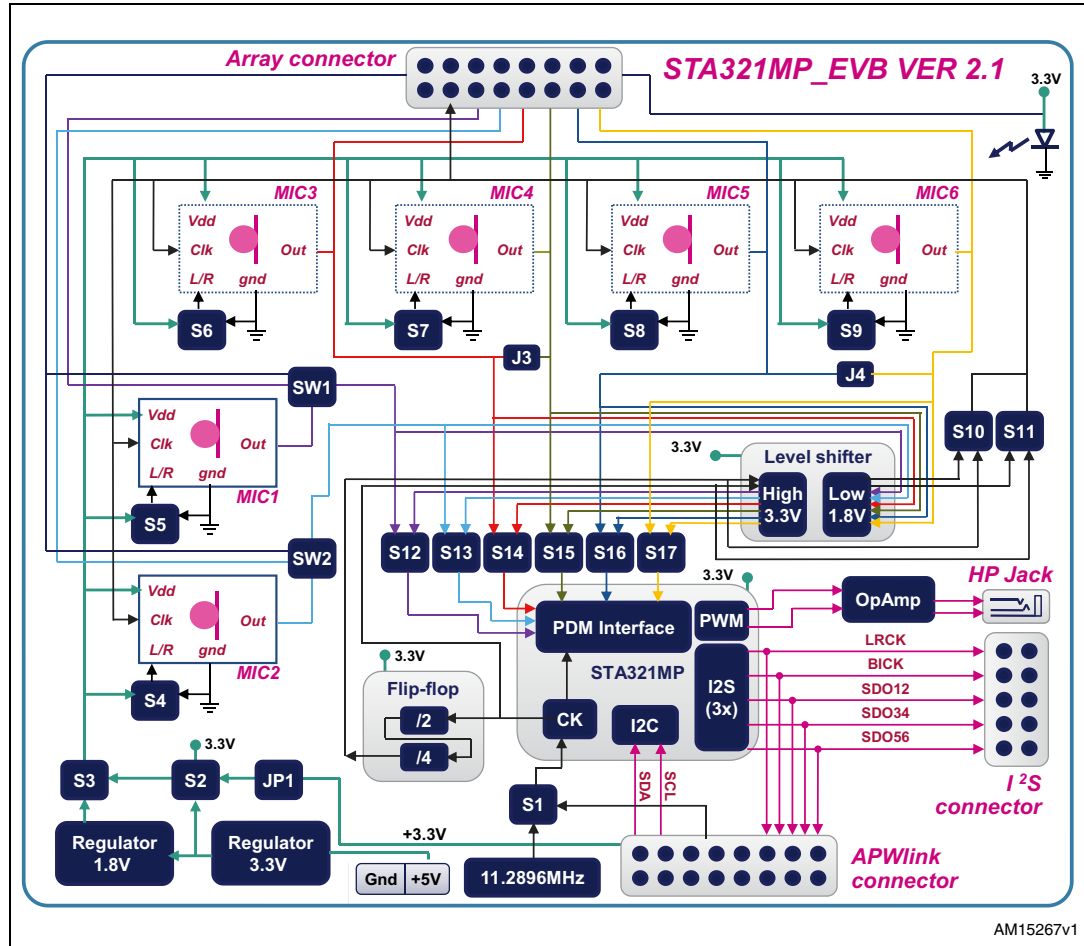 Array connector
STA321MP_EVB VER 2.1
3.3V
MIC3
Vdd
Clk
Out
L/R
gnd
S6
MIC4
Vdd
Clk
Out
L/R
gnd
S7
MIC5
Vdd
Clk
Out
L/R
gnd
S8
MIC6
Vdd
Clk
Out
L/R
gnd
S9
J3
J4
SW1
Vdd
Clk
Out
L/R
gnd
MIC1
S5
S10
S11
3.3V
Level shifter
High
3.3V
Low
1.8V
SW2
S12
S13
S14
S15
S16
S17
Vdd
Clk
Out
L/R
gnd
MIC2
S4
3.3V
PDM Interface
PWM
OpAmp
HP Jack
STA321MP
I2S
(3x)
CK
I2C
LRCK
BICK
SDO12
SDO34
SDO56
I 2S
connector
3.3V
Flip-flop
/2
/4
3.3V
S3
S2
JP1
S1
SDA
SCL
Regulator
1.8V
Regulator
3.3V
+3.3V
Gnd
+5V
11.2896MHz
APWlink
connector
AM15267v1